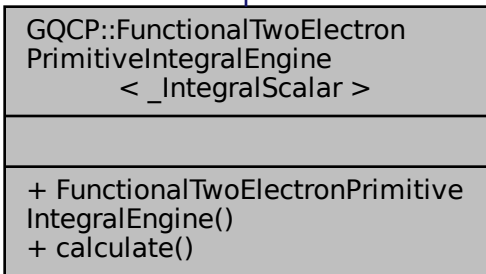 GQCP::FunctionalTwoElectron
PrimitiveIntegralEngine
< _IntegralScalar >
+ FunctionalTwoElectronPrimitive
IntegralEngine()
+ calculate()